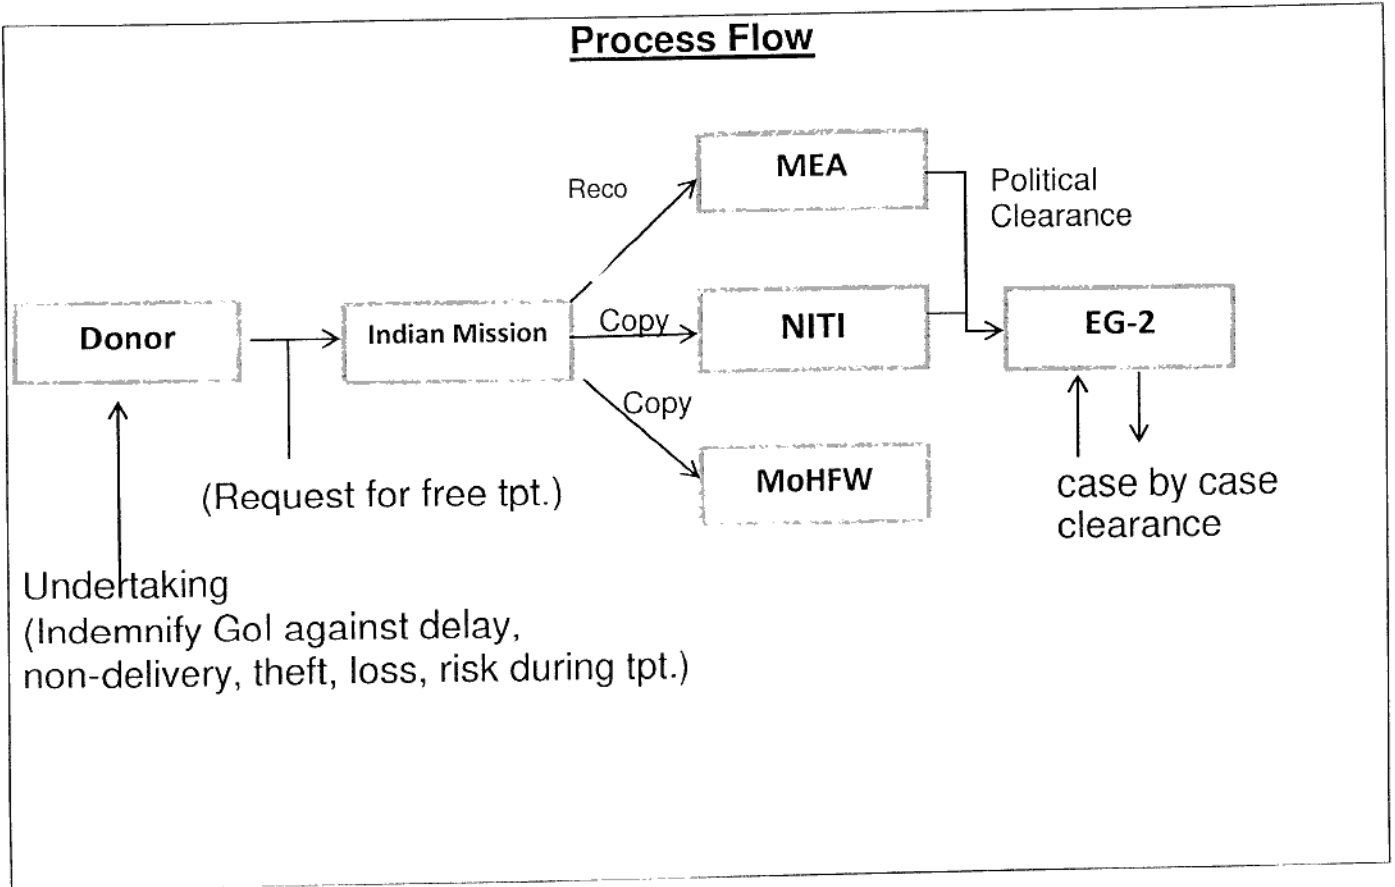 Process Flow
MEA
Reco
Political
Clearance
Donor
Indian Mission
Copy
NITI
EG-2
Copy
MoHFW
(Request for free tpt.)
case by case
clearance
Undertaking
(Indemnify GoI against delay,
non-delivery, theft, loss, risk during tpt.)